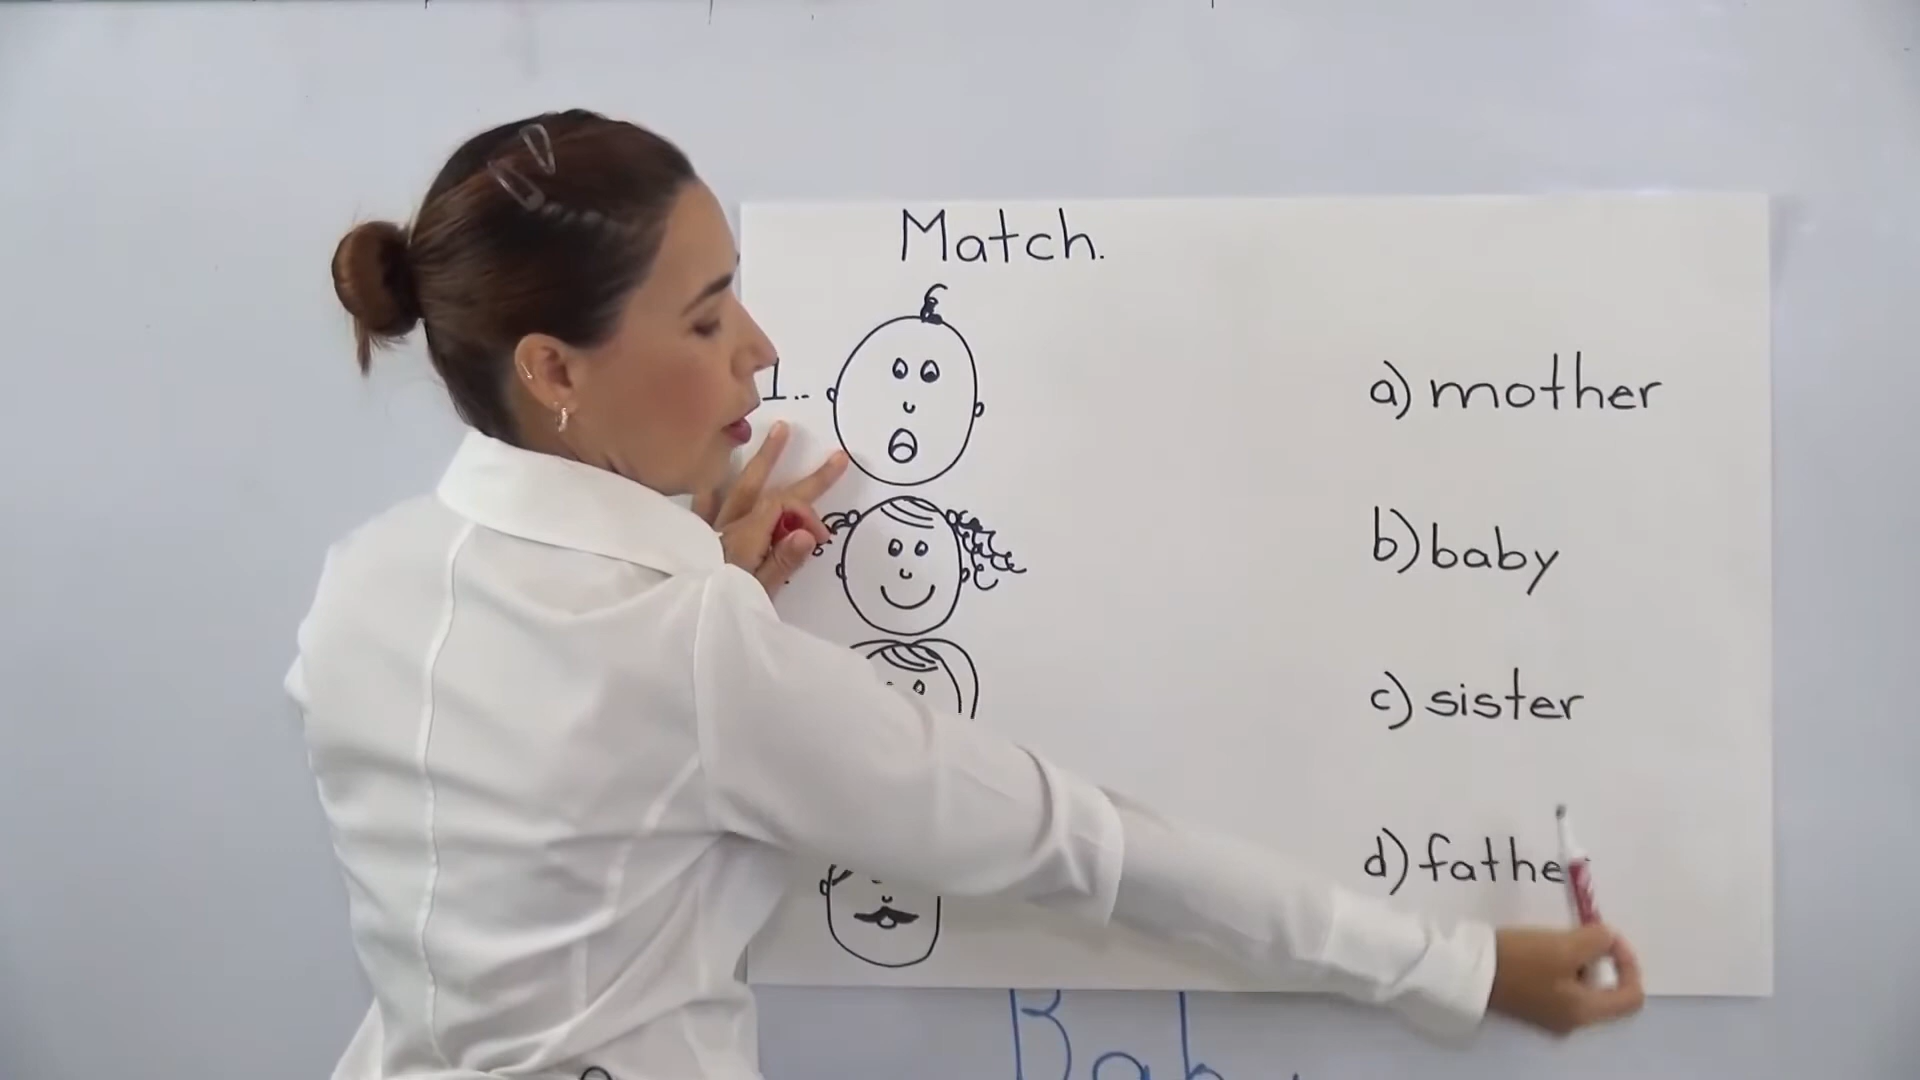 Match.
1.-
a) mother
b) baby
c) sister
d) fathe